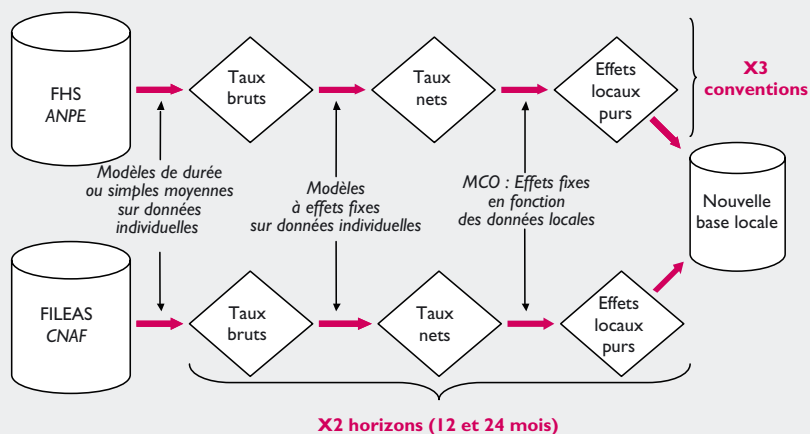 FHS
ANPE
Taux
bruts
Taux
nets
Effets
locaux
purs
X3
conventions
Modèles de durée
ou simples moyennes
sur données
individuelles
Modèles
à effets fixes
sur données individuelles
MCO : Effets fixes
en fonction
des données locales
Nouvelle
base locale
FILEAS
CNAF
Taux
bruts
Taux
nets
Effets
locaux
purs
X2 horizons (12 et 24 mois)